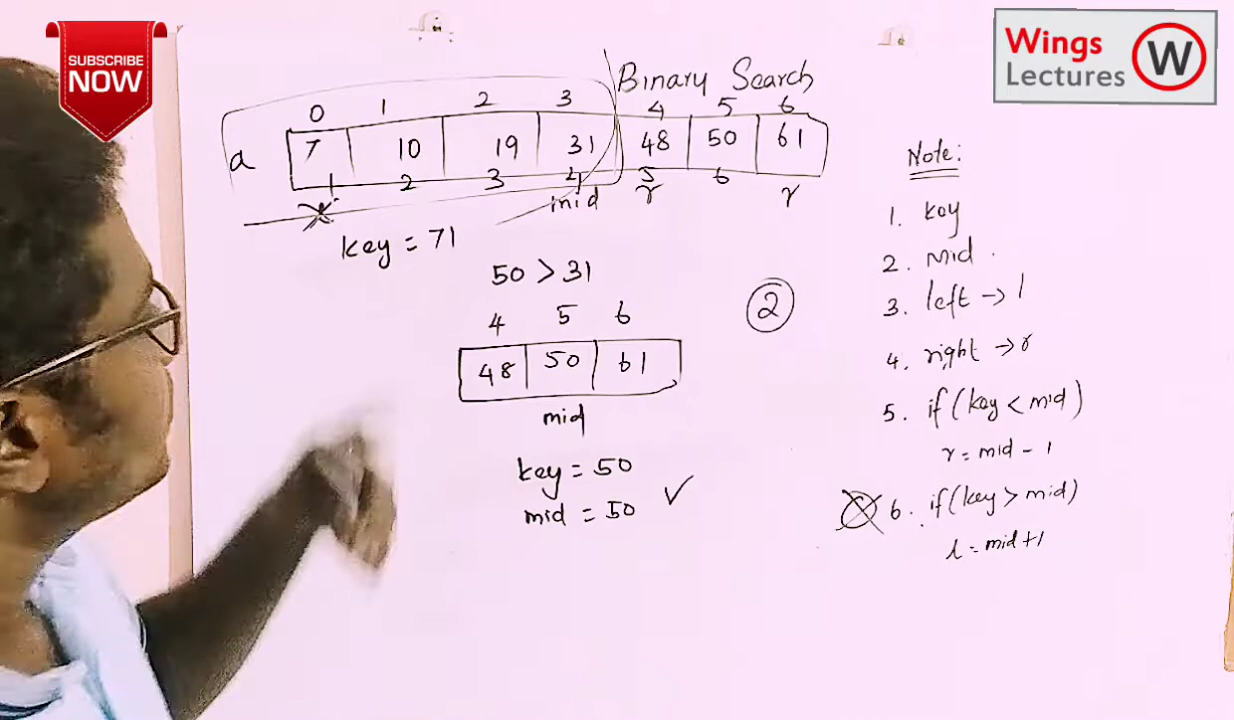 SUBSCRIBE
NOW
Wings
Lectures
W
Binary Search
0 1 2 3 4 5 6
a 7 10 19 31 48 50 61
1 2 3 4 5 6
mid r r
key = 71
50 > 31
4 5 6
48 50 61
mid
key = 50
mid = 50 ✓
2
Note:
1. key
2. mid
3. left → l
4. right → r
5. if (key < mid)
r = mid - 1
6. if (key > mid)
l = mid + 1